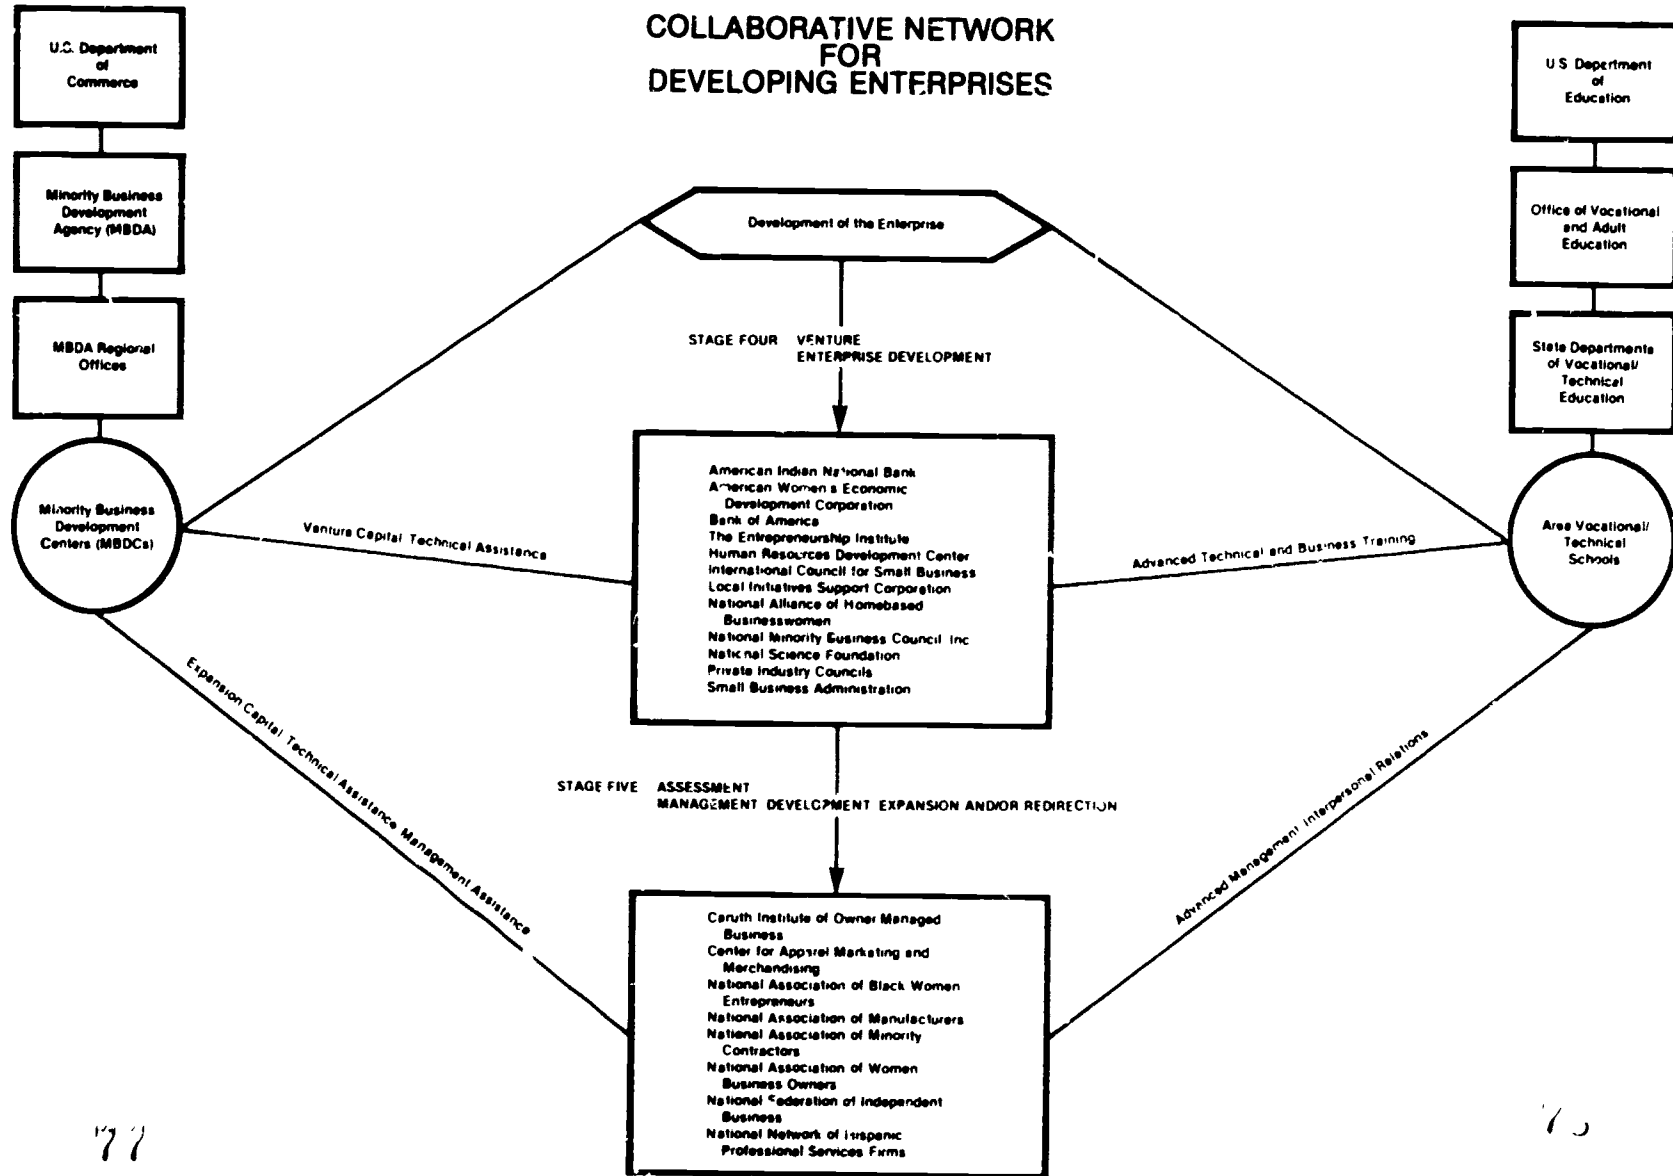 COLLABORATIVE NETWORK
FOR
DEVELOPING ENTERPRISES
U.S. Department
of
Commerce
Minority Business
Development
Agency (MBDA)
MBDA Regional
Offices
Minority Business
Development
Centers (MBDCs)
U S Department
of
Education
Office of Vocational
and Adult
Education
State Departments
of Vocational/
Technical
Education
Area Vocational/
Technical
Schools
Development of the Enterprise
STAGE FOUR VENTURE
ENTERPRISE DEVELOPMENT
American Indian National Bank
American Women s Economic
Development Corporation
Bank of America
The Entrepreneurship Institute
Human Resources Development Center
International Council for Small Business
Local Initiatives Support Corporation
National Alliance of Homebased
Businesswomen
National Minority Business Council Inc
National Science Foundation
Private Industry Councils
Small Business Administration
Venture Capital Technical Assistance
Advanced Technical and Business Training
Expansion Capital Technical Assistance Management Assistance
Advanced Management Interpersonal Relations
STAGE FIVE ASSESSMENT
MANAGEMENT DEVELOPMENT EXPANSION AND/OR REDIRECTION
Caruth Institute of Owner Managed
Business
Center for Apparel Marketing and
Merchandising
National Association of Black Women
Entrepreneurs
National Association of Manufacturers
National Association of Minority
Contractors
National Association of Women
Business Owners
National Federation of Independent
Business
National Network of Hispanic
Professional Services Firms
77